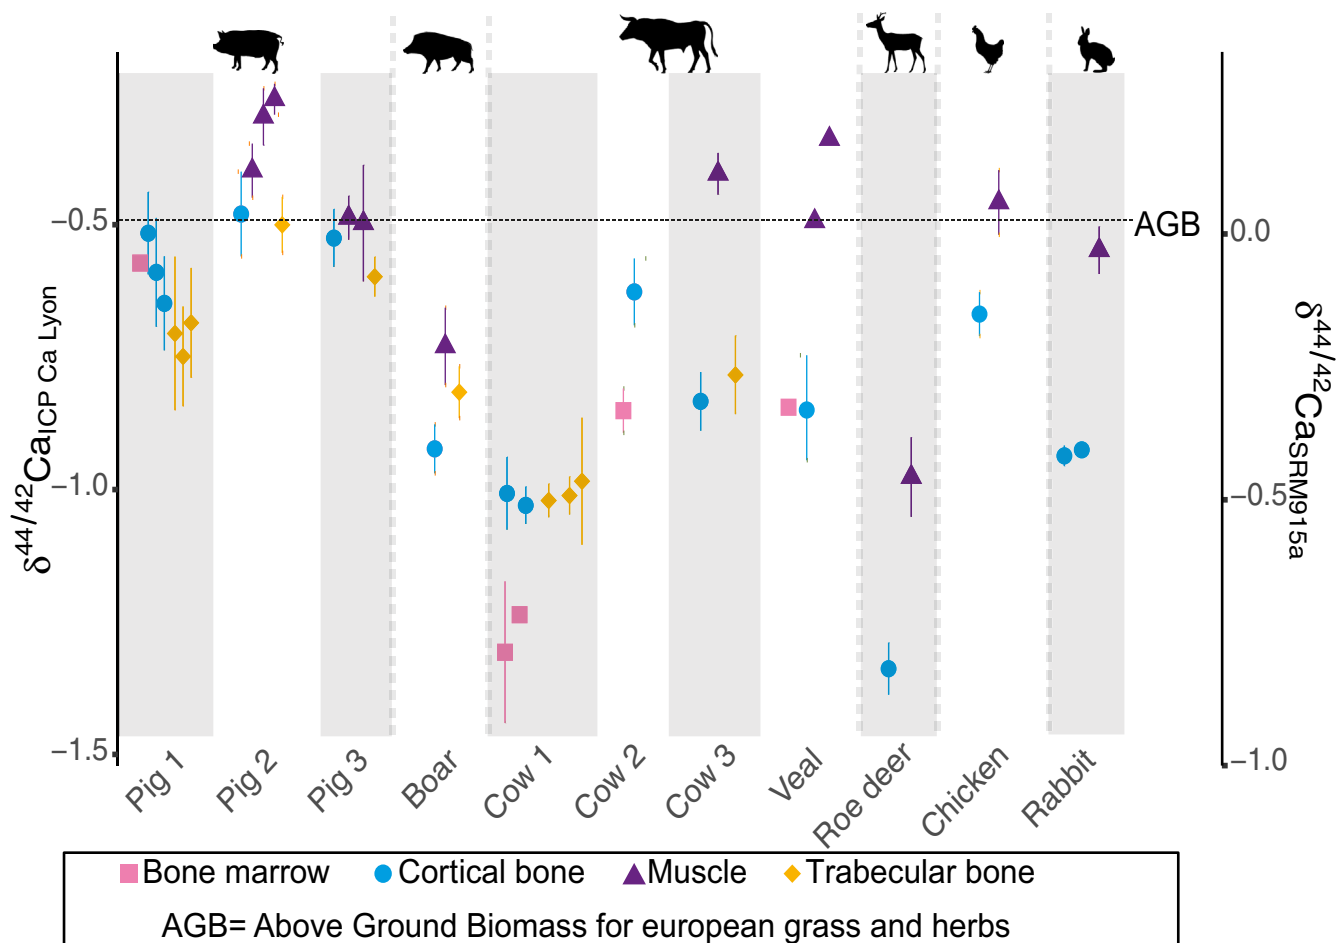 −0.5
−1.0
−1.5
δ44/42CaICP Ca Lyon
AGB
0.0
−0.5
−1.0
δ44/42CaSRM915a
Pig 1
Pig 2
Pig 3
Boar
Cow 1
Cow 2
Cow 3
Veal
Roe deer
Chicken
Rabbit
Bone marrow Cortical bone Muscle Trabecular bone
AGB= Above Ground Biomass for european grass and herbs